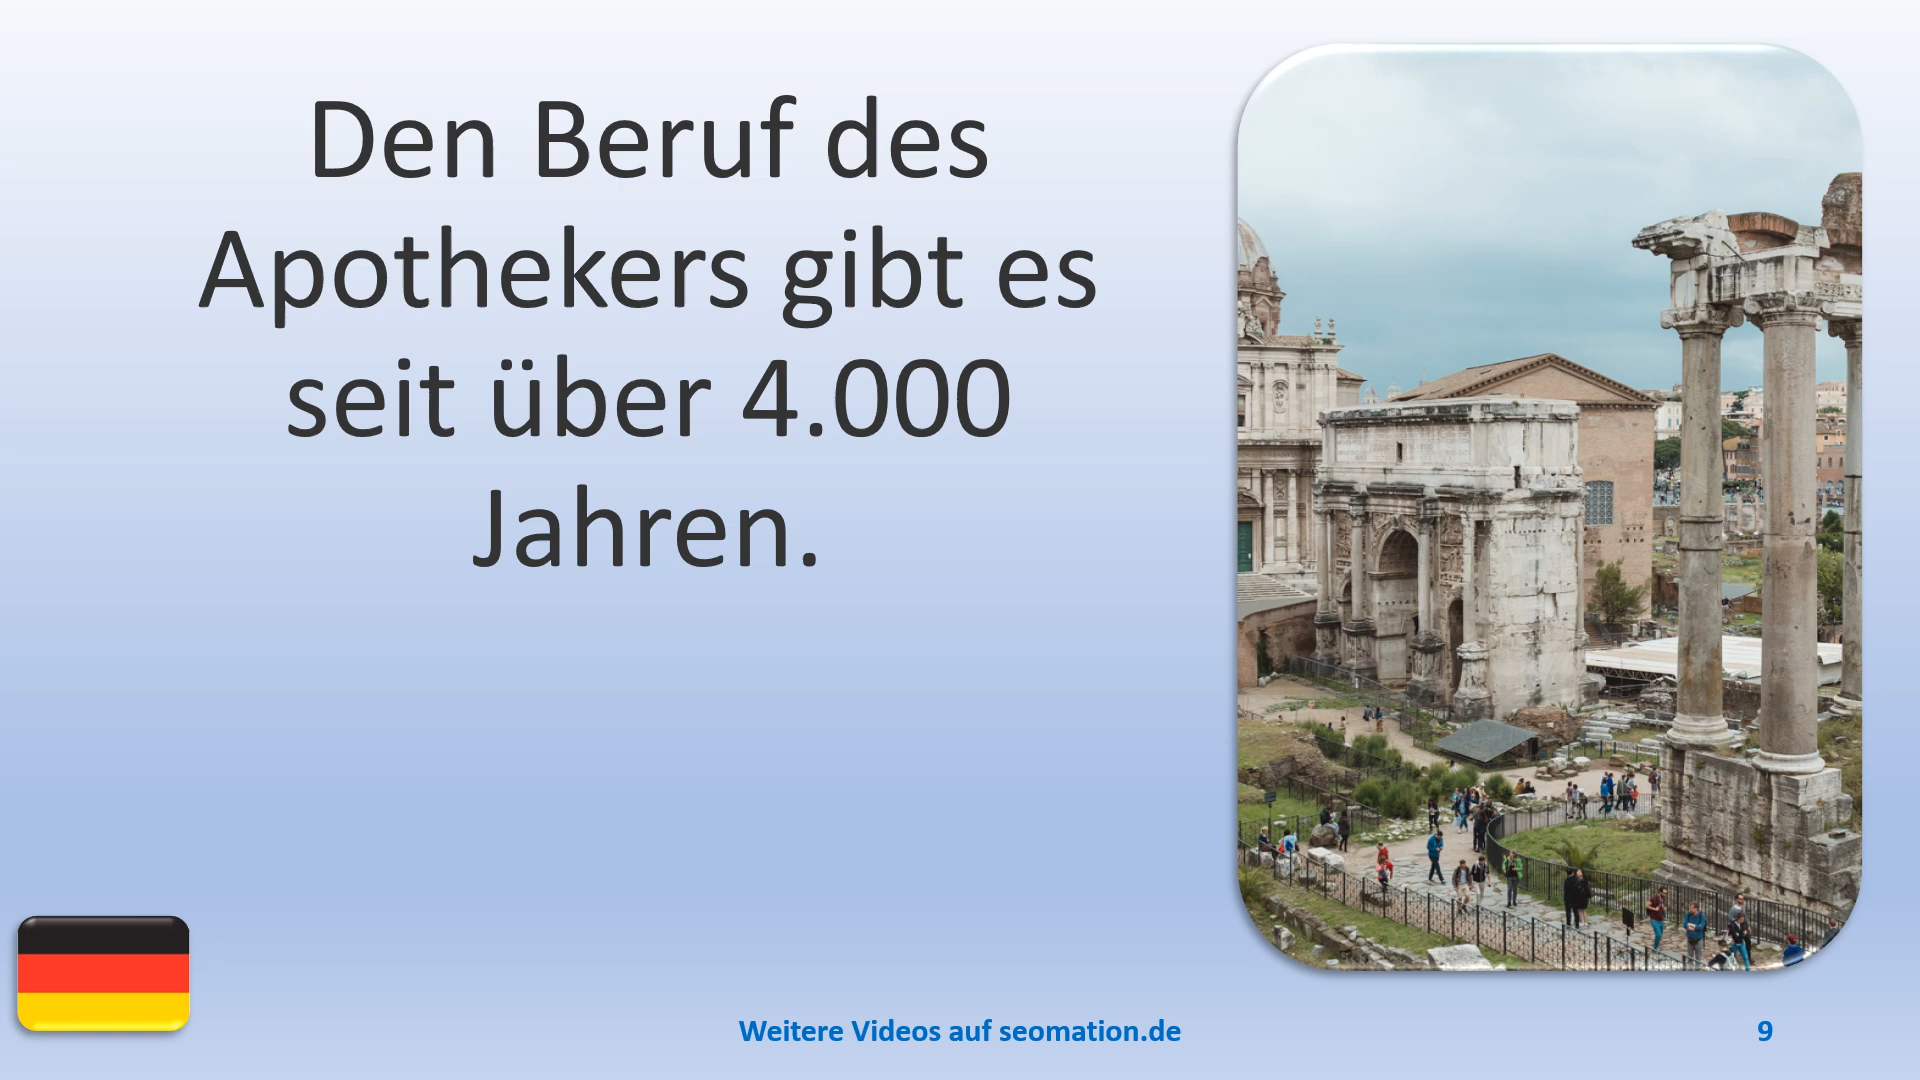 Den Beruf des
Apothekers gibt es
seit über 4.000
Jahren.
Weitere Videos auf seomation.de
9